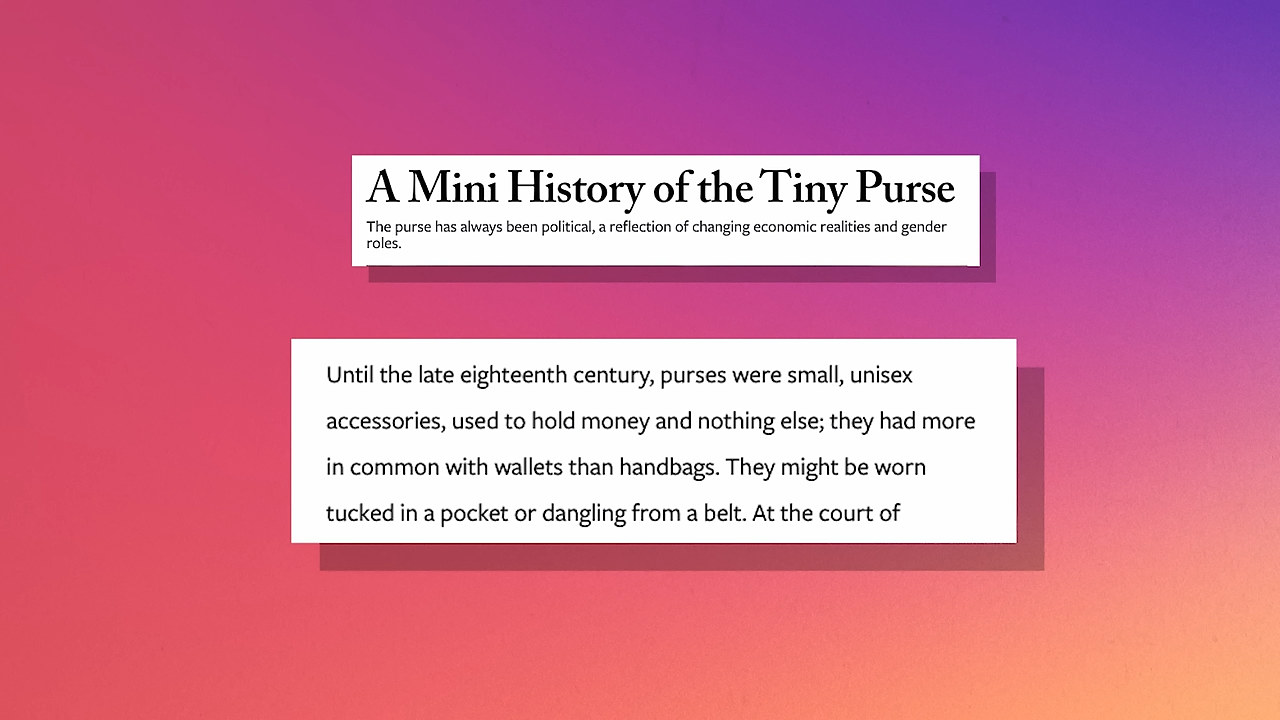 A Mini History of the Tiny Purse
The purse has always been political, a reflection of changing economic realities and gender
roles.
Until the late eighteenth century, purses were small, unisex
accessories, used to hold money and nothing else; they had more
in common with wallets than handbags. They might be worn
tucked in a pocket or dangling from a belt. At the court of